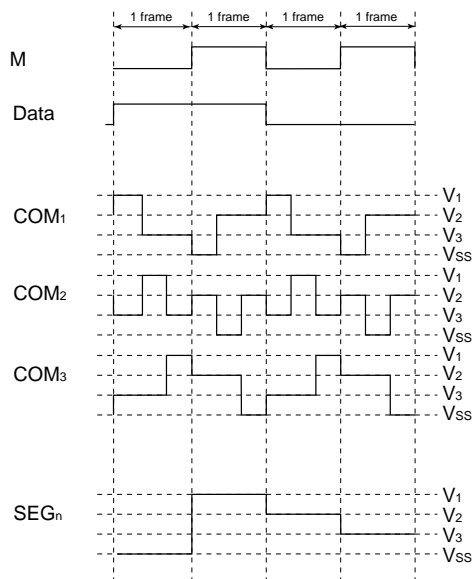 1 frame 1 frame 1 frame 1 frame
M
Data
V1
COM1 V2
V3
VSS
V1
COM2 V2
V3
VSS
V1
COM3 V2
V3
VSS
V1
SEGn V2
V3
VSS